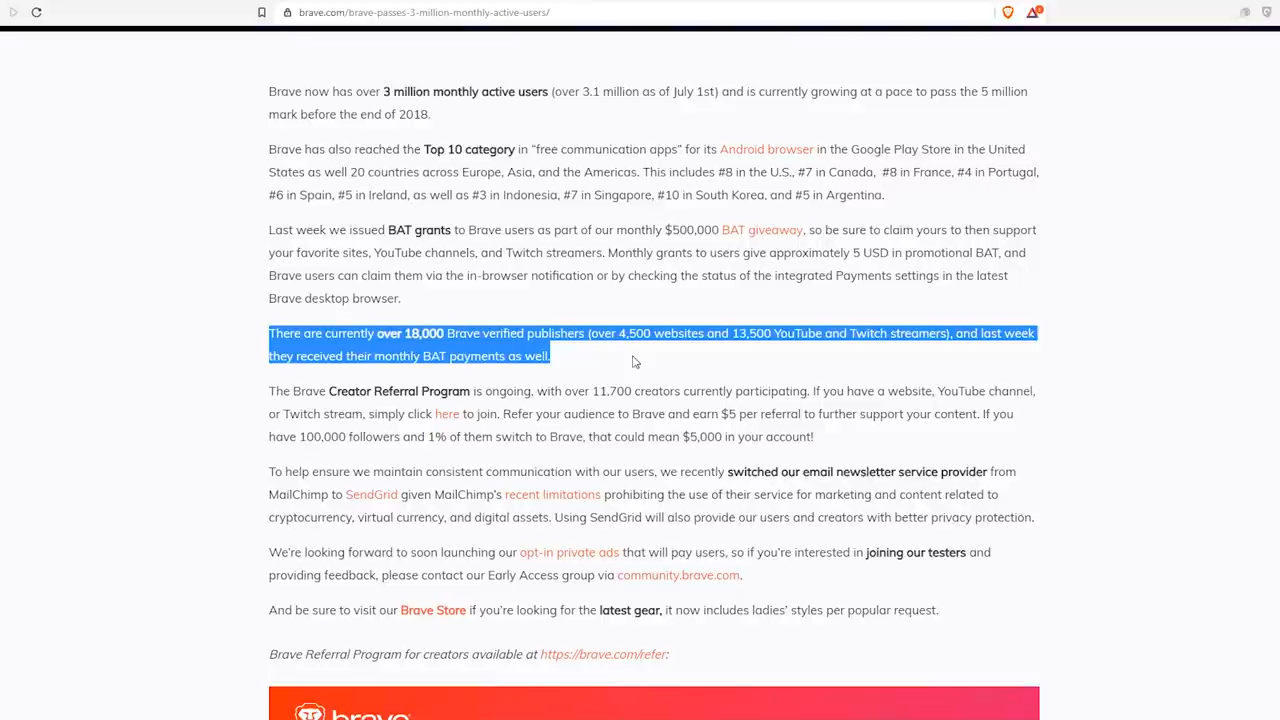 brave.com/brave-passes-3-million-monthly-active-users/
Brave now has over 3 million monthly active users (over 3.1 million as of July 1st) and is currently growing at a pace to pass the 5 million
mark before the end of 2018.
Brave has also reached the Top 10 category in “free communication apps” for its Android browser in the Google Play Store in the United
States as well 20 countries across Europe, Asia, and the Americas. This includes #8 in the U.S., #7 in Canada,  #8 in France, #4 in Portugal,
#6 in Spain, #5 in Ireland, as well as #3 in Indonesia, #7 in Singapore, #10 in South Korea, and #5 in Argentina.
Last week we issued BAT grants to Brave users as part of our monthly $500,000 BAT giveaway, so be sure to claim yours to then support
your favorite sites, YouTube channels, and Twitch streamers. Monthly grants to users give approximately 5 USD in promotional BAT, and
Brave users can claim them via the in-browser notification or by checking the status of the integrated Payments settings in the latest
Brave desktop browser.
There are currently over 18,000 Brave verified publishers (over 4,500 websites and 13,500 YouTube and Twitch streamers), and last week
they received their monthly BAT payments as well.
The Brave Creator Referral Program is ongoing, with over 11,700 creators currently participating. If you have a website, YouTube channel,
or Twitch stream, simply click here to join. Refer your audience to Brave and earn $5 per referral to further support your content. If you
have 100,000 followers and 1% of them switch to Brave, that could mean $5,000 in your account!
To help ensure we maintain consistent communication with our users, we recently switched our email newsletter service provider from
MailChimp to SendGrid given MailChimp’s recent limitations prohibiting the use of their service for marketing and content related to
cryptocurrency, virtual currency, and digital assets. Using SendGrid will also provide our users and creators with better privacy protection.
We’re looking forward to soon launching our opt-in private ads that will pay users, so if you’re interested in joining our testers and
providing feedback, please contact our Early Access group via community.brave.com.
And be sure to visit our Brave Store if you’re looking for the latest gear, it now includes ladies’ styles per popular request.
Brave Referral Program for creators available at https://brave.com/refer:
brave